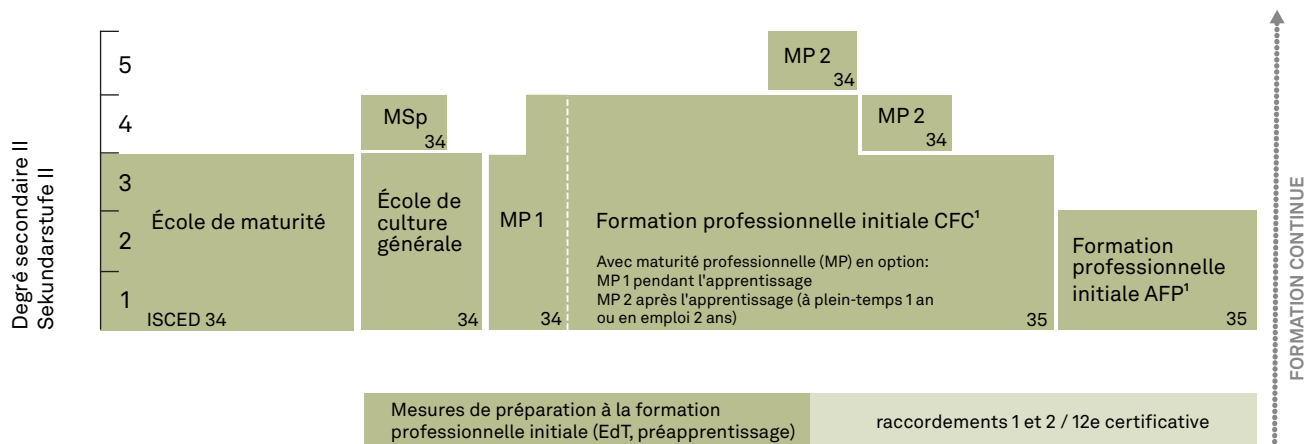 Degré secondaire II
Sekundarstufe II
5
4
3
2
1
MP 2
34
MSp
34
MP 2
34
École de maturité
ISCED 34
École de
culture
générale
34
MP 1
34
Formation professionnelle initiale CFC¹
Avec maturité professionnelle (MP) en option:
MP 1 pendant l'apprentissage
MP 2 après l'apprentissage (à plein-temps 1 an
ou en emploi 2 ans)
35
Formation
professionnelle
initiale AFP¹
35
FORMATION CONTINUE
Mesures de préparation à la formation
professionnelle initiale (EdT, préapprentissage)
raccordements 1 et 2 / 12e certificative